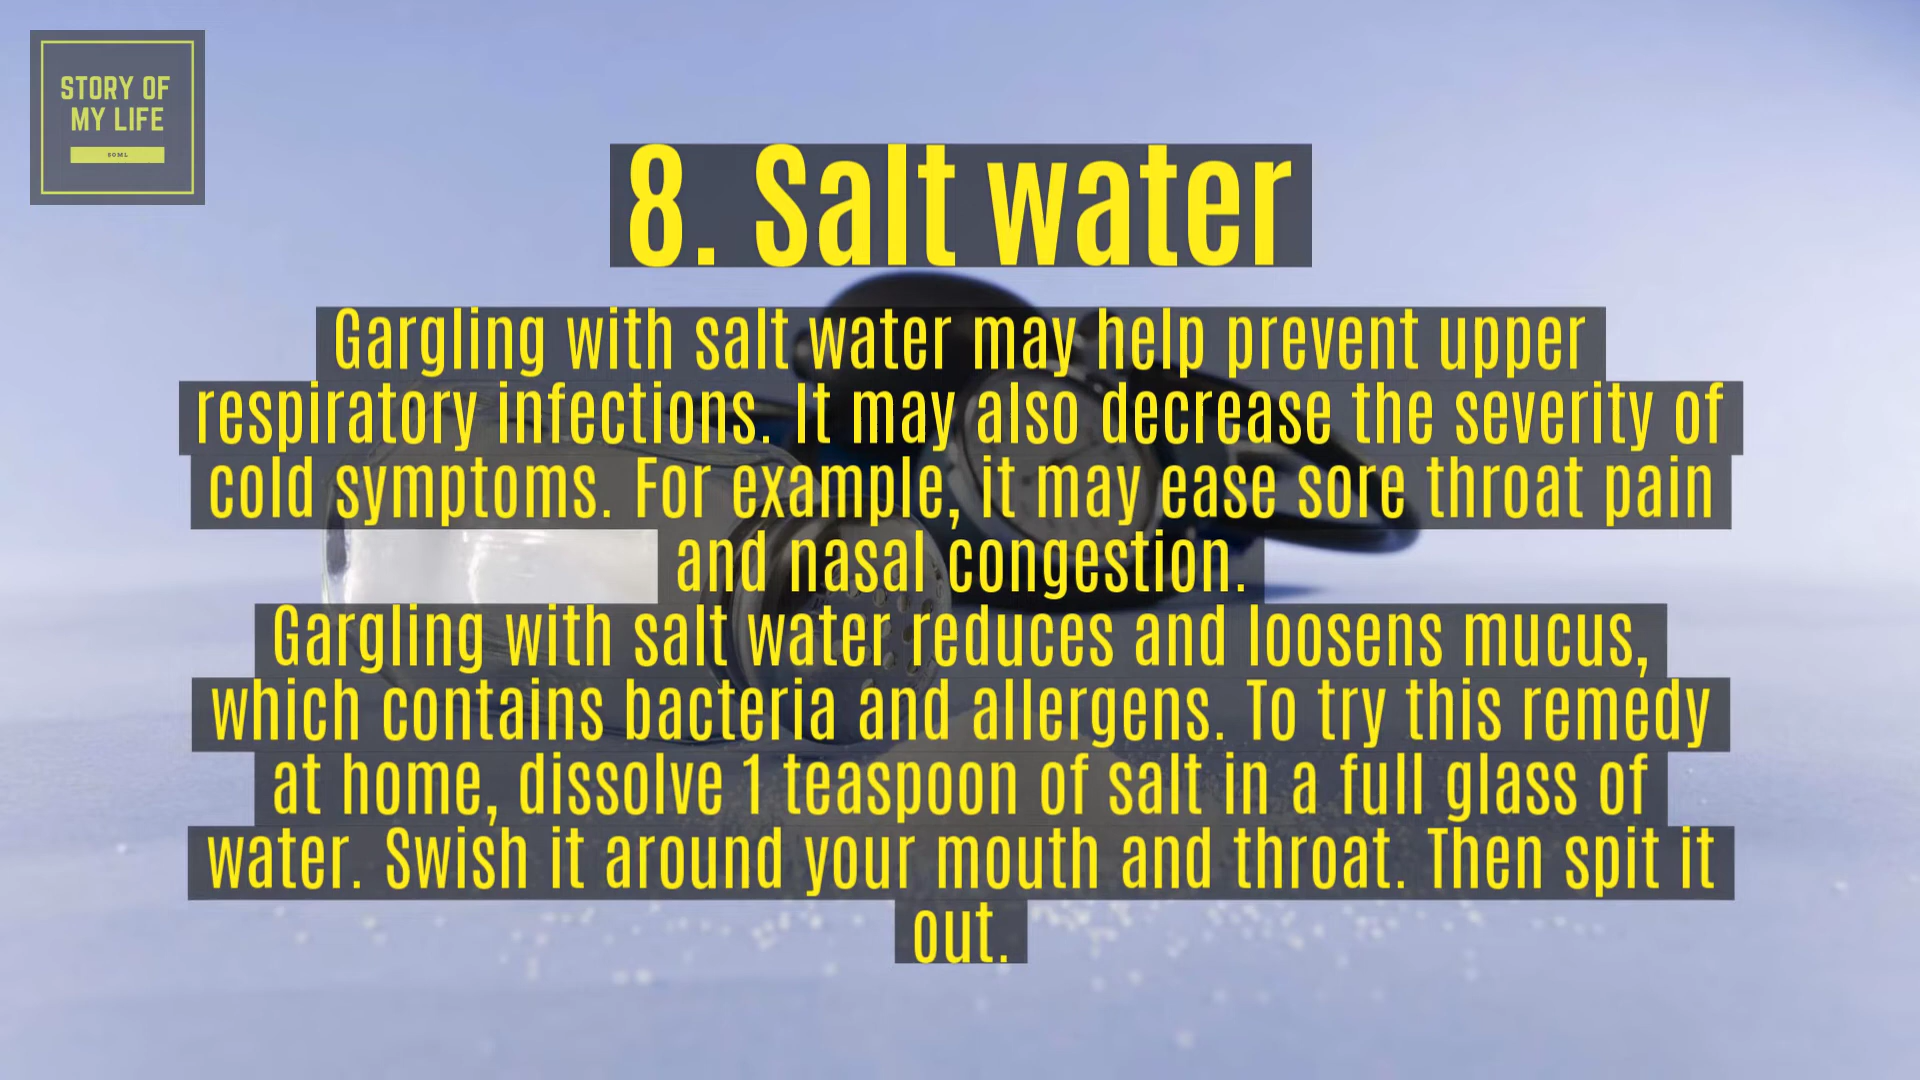 STORY OF
MY LIFE
SOML
8. Salt water
Gargling with salt water may help prevent upper
respiratory infections. It may also decrease the severity of
cold symptoms. For example, it may ease sore throat pain
and nasal congestion.
Gargling with salt water reduces and loosens mucus,
which contains bacteria and allergens. To try this remedy
at home, dissolve 1 teaspoon of salt in a full glass of
water. Swish it around your mouth and throat. Then spit it
out.